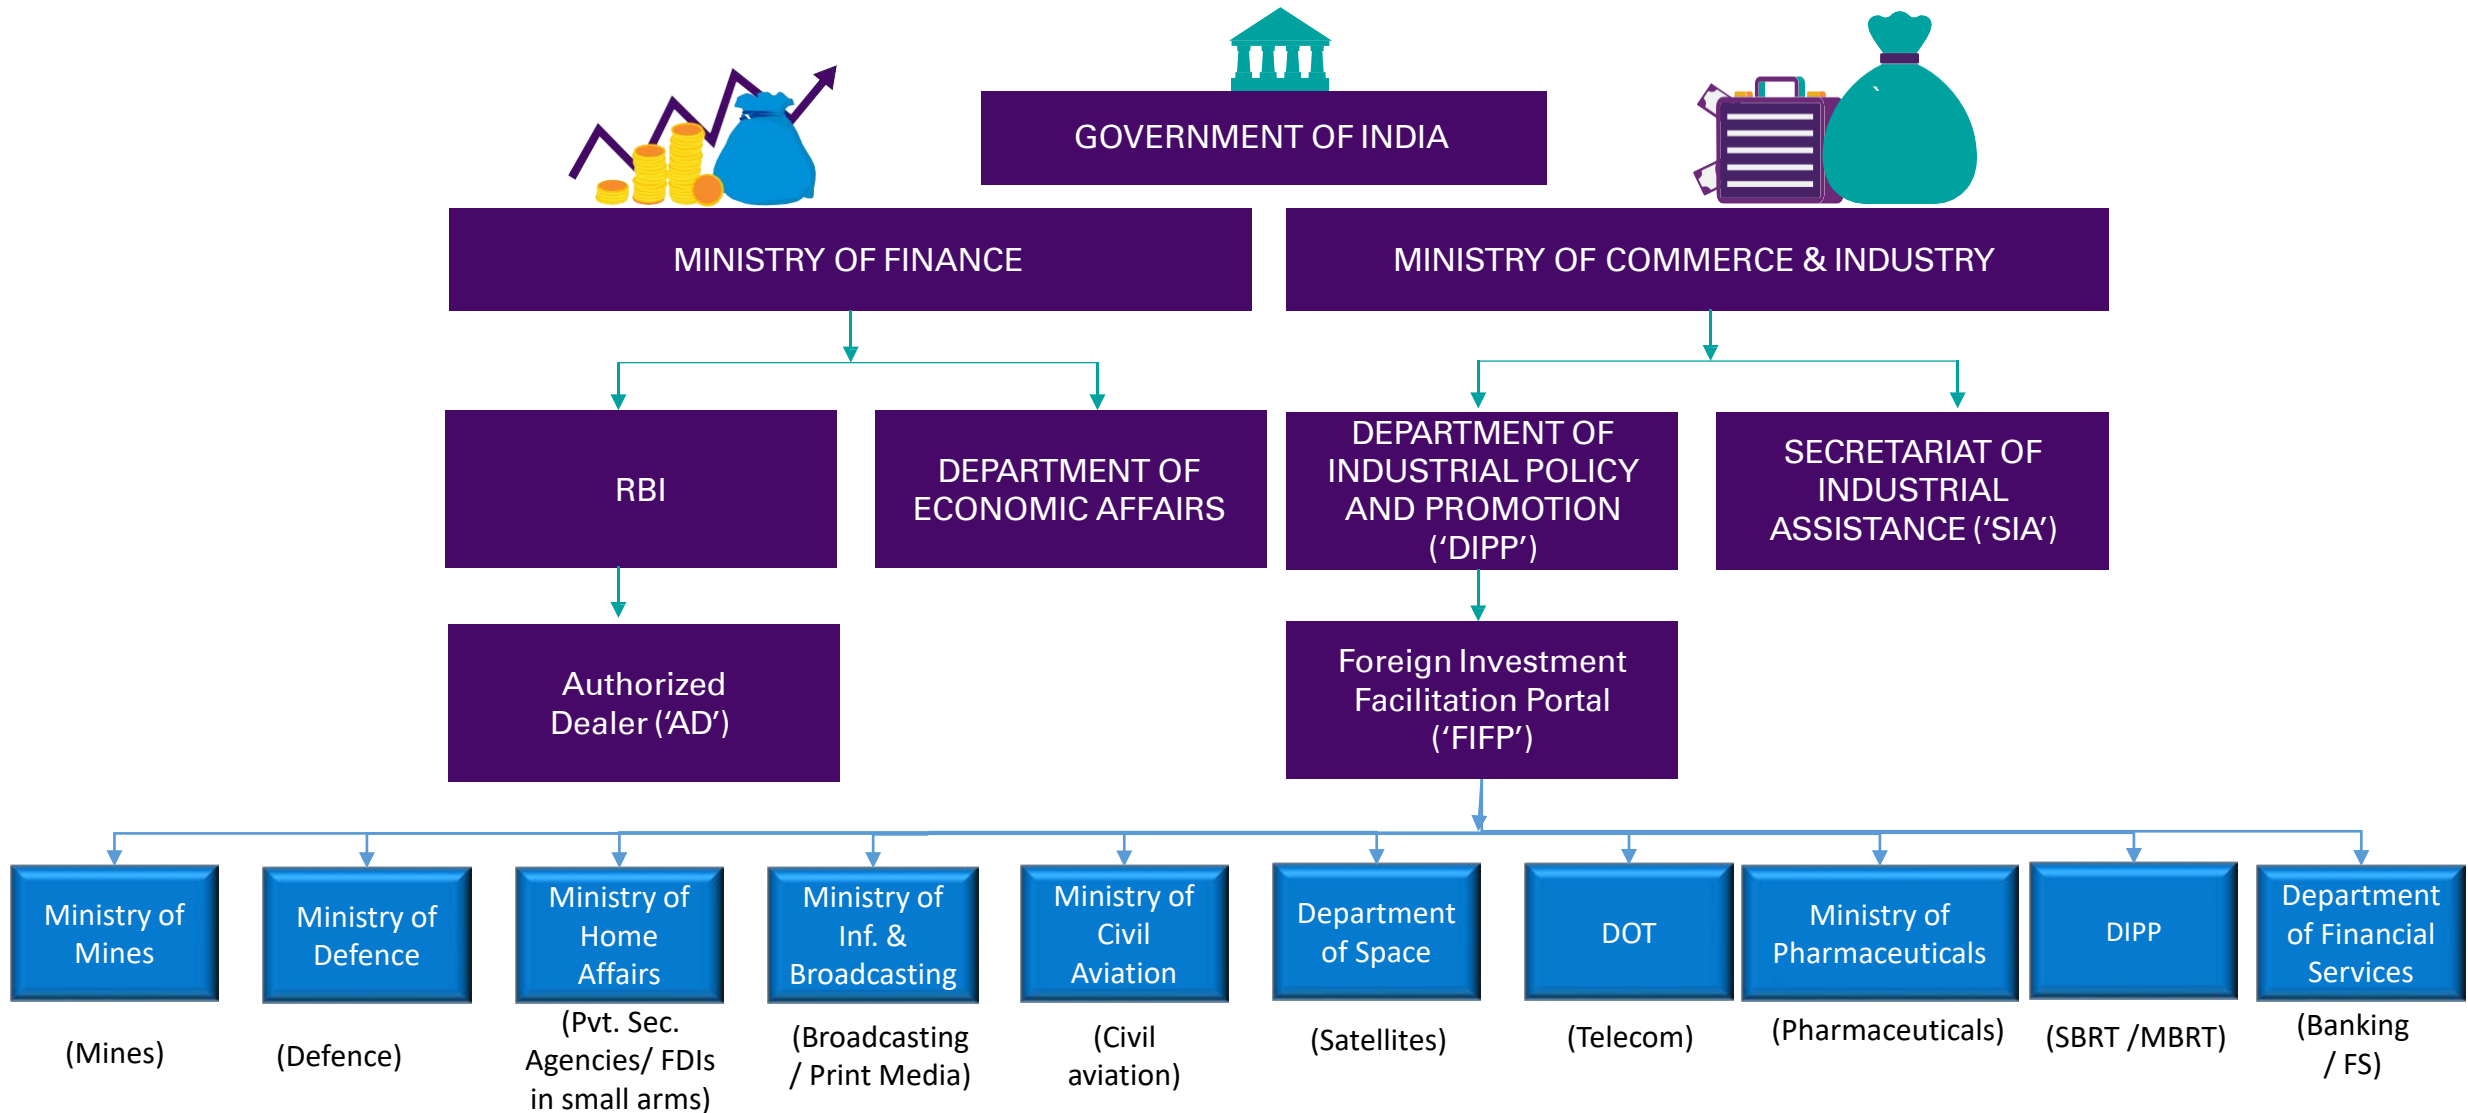 GOVERNMENT OF INDIA
MINISTRY OF FINANCE
MINISTRY OF COMMERCE & INDUSTRY
RBI
DEPARTMENT OF
ECONOMIC AFFAIRS
DEPARTMENT OF
INDUSTRIAL POLICY
AND PROMOTION
(‘DIPP’)
SECRETARIAT OF
INDUSTRIAL
ASSISTANCE (‘SIA’)
Authorized
Dealer (‘AD’)
Foreign Investment
Facilitation Portal
(‘FIFP’)
Ministry of
Mines
Ministry of
Defence
Ministry of
Home
Affairs
Ministry of
Inf. &
Broadcasting
Ministry of
Civil
Aviation
Department
of Space
DOT
Ministry of
Pharmaceuticals
DIPP
Department
of Financial
Services
(Mines)
(Defence)
(Pvt. Sec.
Agencies/ FDIs
in small arms)
(Broadcasting
/ Print Media)
(Civil
aviation)
(Satellites)
(Telecom)
(Pharmaceuticals)
(SBRT /MBRT)
(Banking
/ FS)